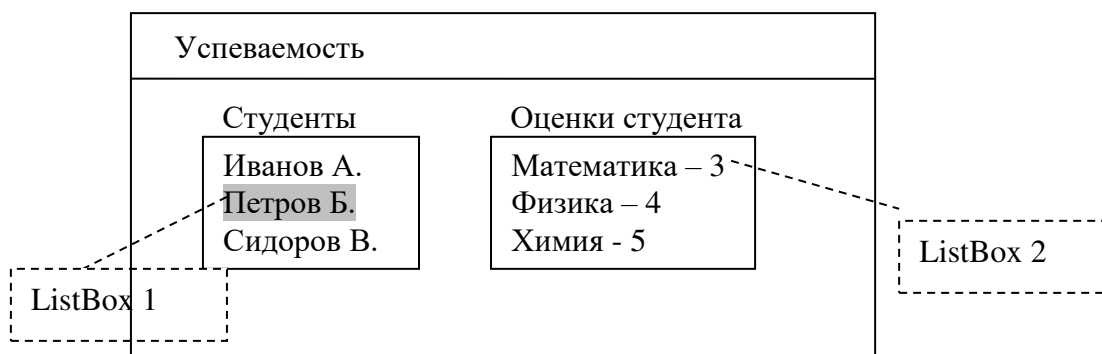 Успеваемость
Студенты
Иванов А.
Петров Б.
Сидоров В.
Оценки студента
Математика – 3
Физика – 4
Химия - 5
ListBox 1
ListBox 2